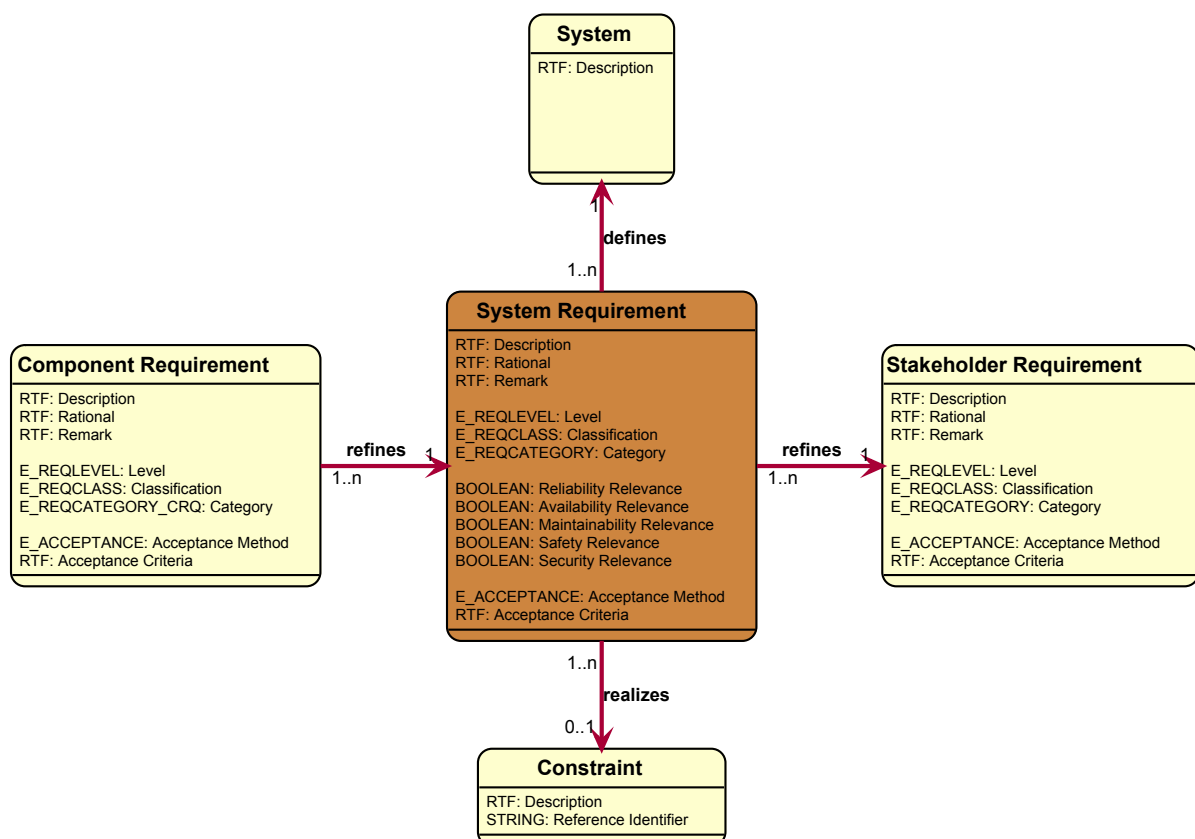 System
RTF: Description
1
defines
1..n
System Requirement
RTF: Description
RTF: Rational
RTF: Remark
E_REQLEVEL: Level
E_REQCLASS: Classification
E_REQCATEGORY: Category
BOOLEAN: Reliability Relevance
BOOLEAN: Availability Relevance
BOOLEAN: Maintainability Relevance
BOOLEAN: Safety Relevance
BOOLEAN: Security Relevance
E_ACCEPTANCE: Acceptance Method
RTF: Acceptance Criteria
Component Requirement
RTF: Description
RTF: Rational
RTF: Remark
E_REQLEVEL: Level
E_REQCLASS: Classification
E_REQCATEGORY_CRQ: Category
E_ACCEPTANCE: Acceptance Method
RTF: Acceptance Criteria
refines
1
1..n
Stakeholder Requirement
RTF: Description
RTF: Rational
RTF: Remark
E_REQLEVEL: Level
E_REQCLASS: Classification
E_REQCATEGORY: Category
E_ACCEPTANCE: Acceptance Method
RTF: Acceptance Criteria
refines
1
1..n
1..n
realizes
0..1
Constraint
RTF: Description
STRING: Reference Identifier